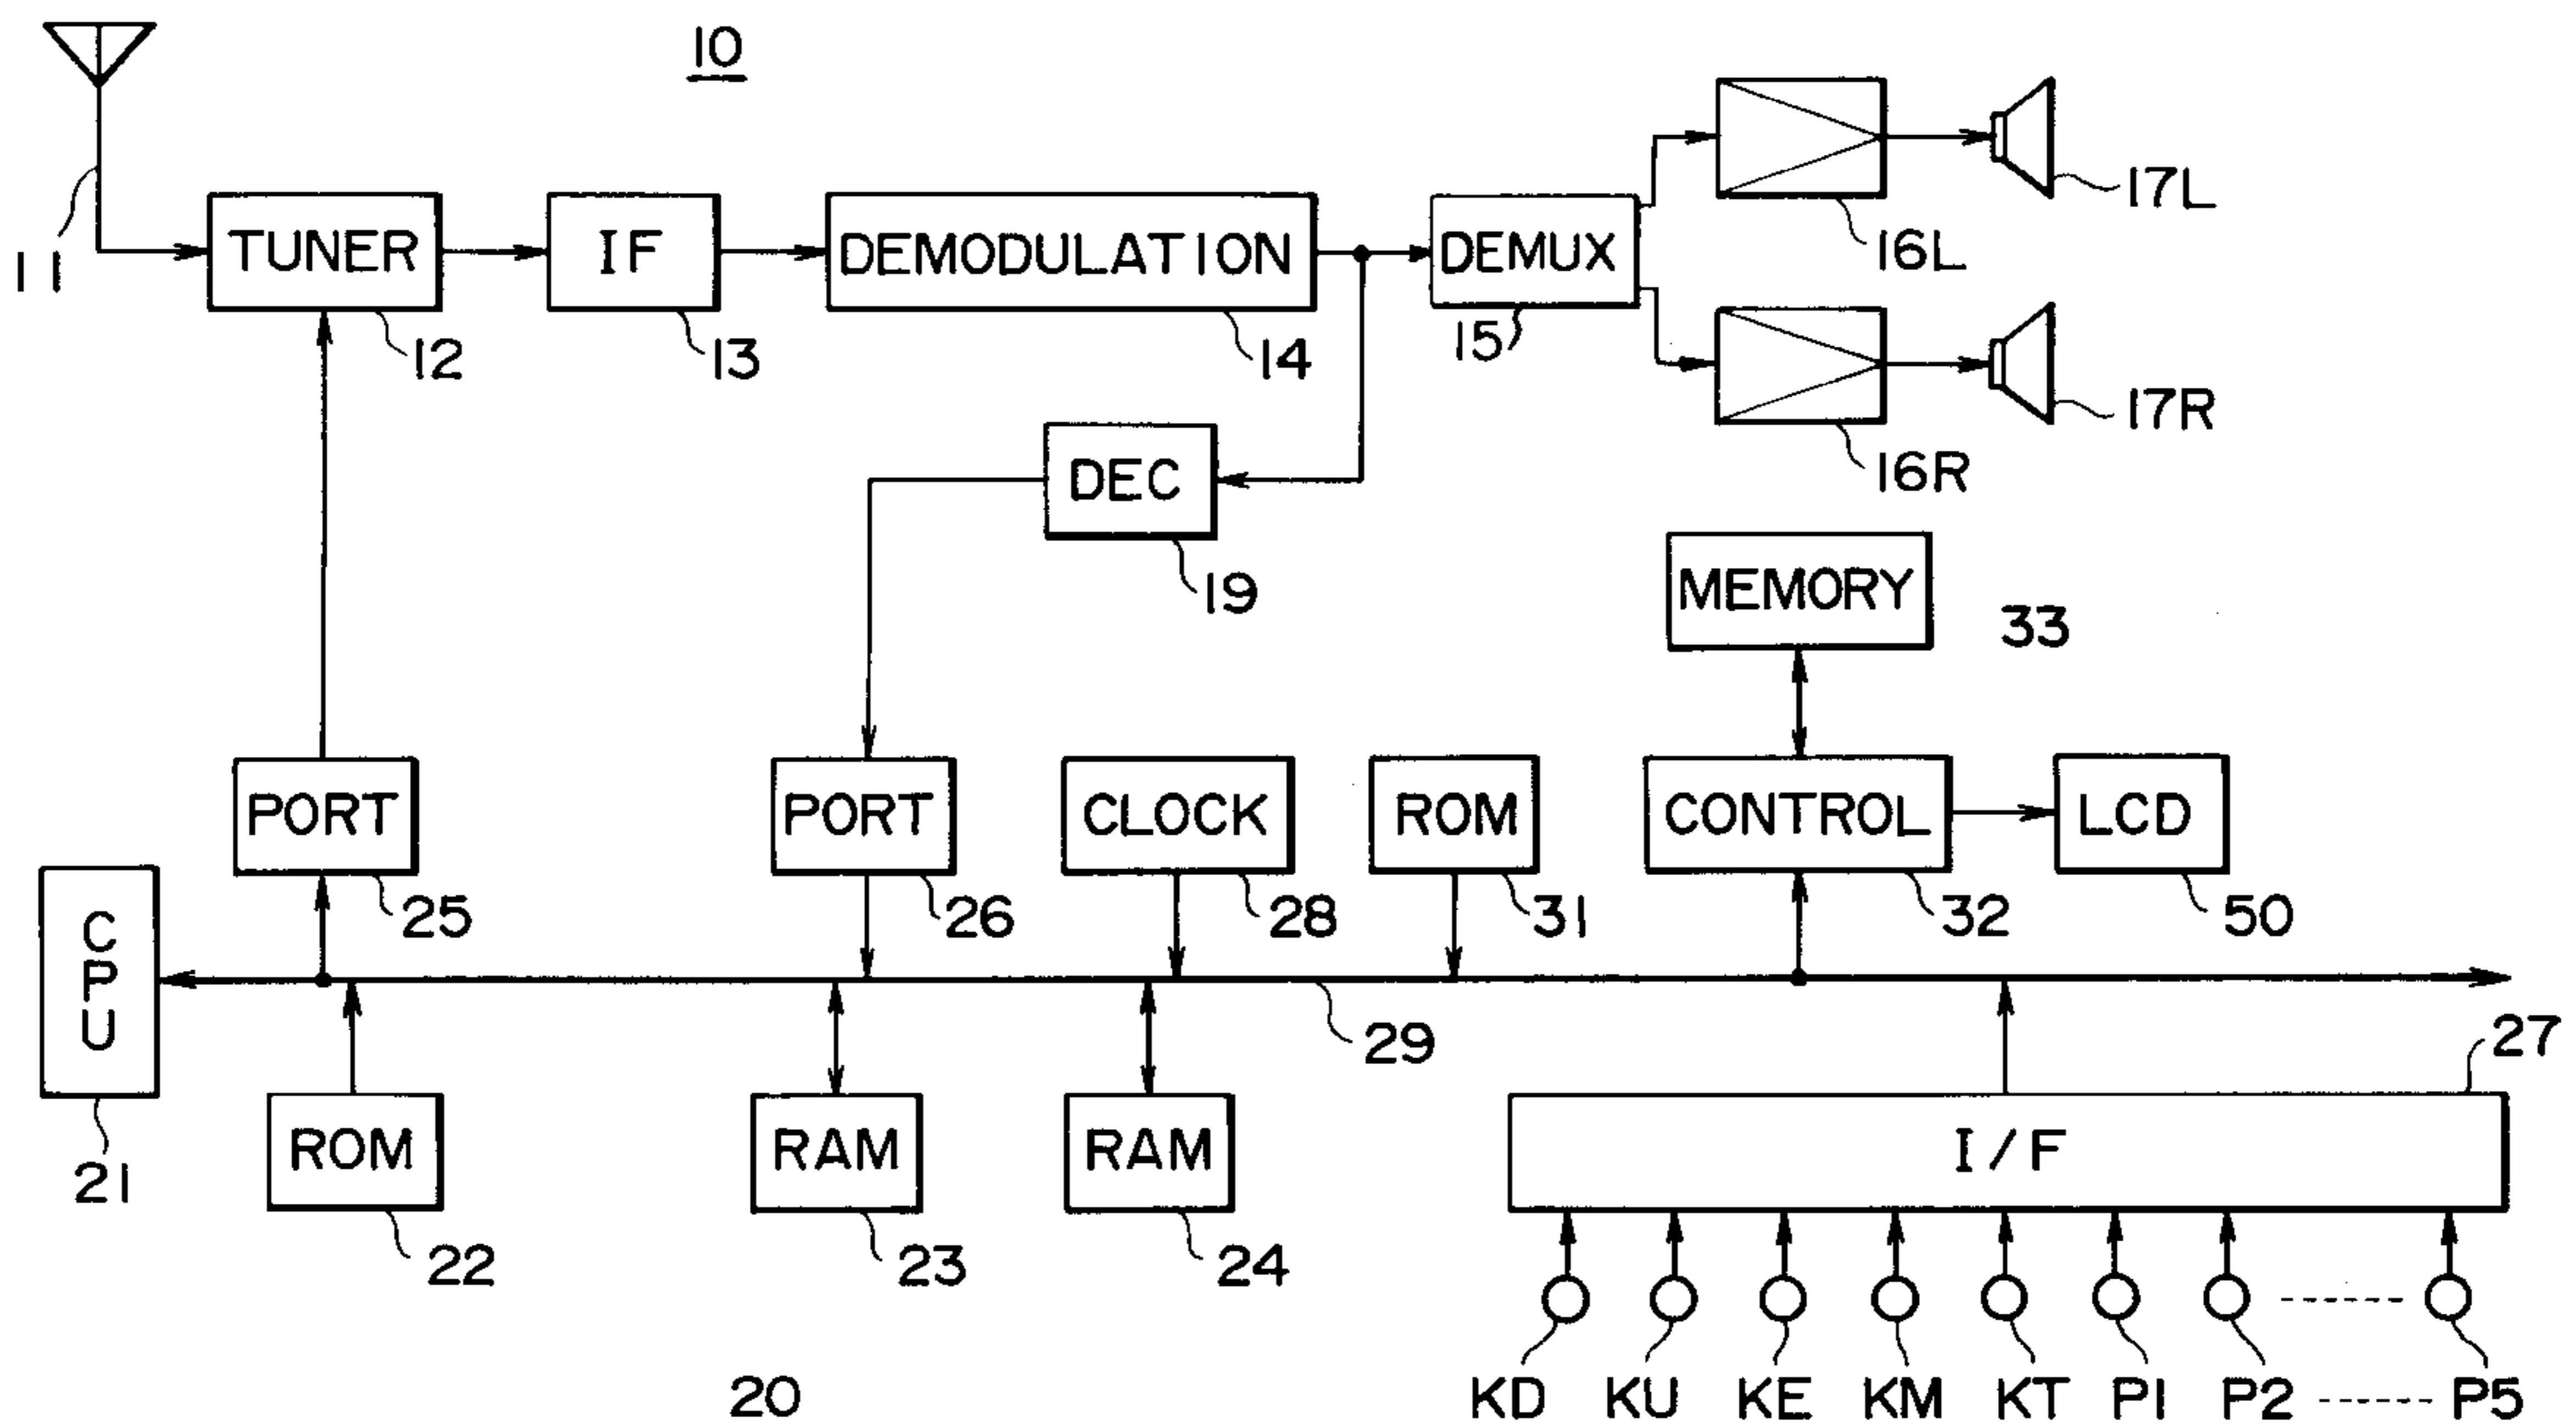 10
17L
TUNER
IF
DEMODULATION
DEMUX
16L
11
12
13
14
15
17R
DEC
16R
19
MEMORY
33
PORT
PORT
CLOCK
ROM
CONTROL
LCD
25
26
28
31
32
50
CPU
29
27
21
ROM
RAM
RAM
I/F
22
23
24
20
KD KU KE KM KT P1 P2 ------ P5